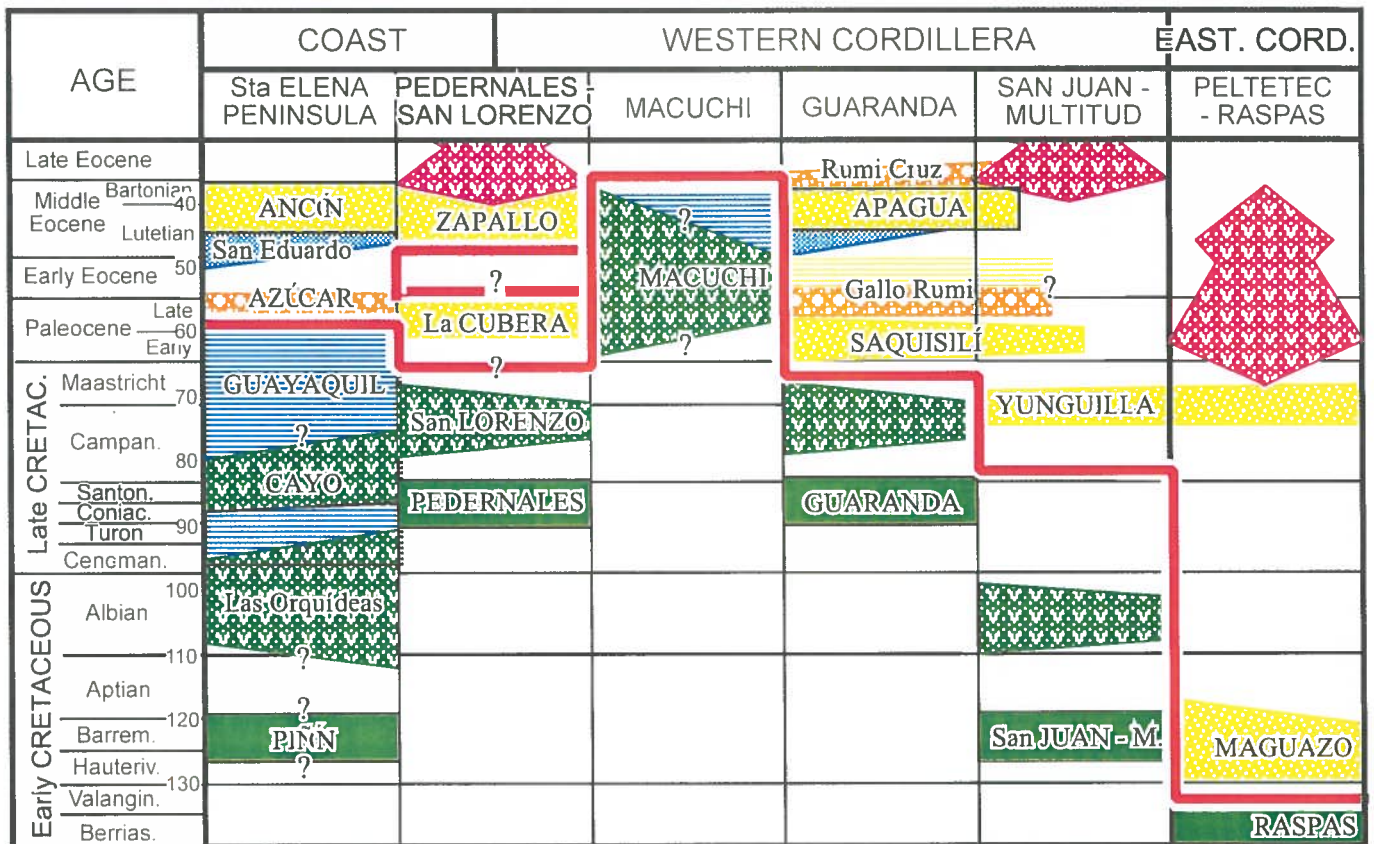 COAST
WESTERN CORDILLERA
EAST. CORD.
AGE
Sta ELENA
PENINSULA
PEDERNALES -
SAN LORENZO
MACUCHI
GUARANDA
SAN JUAN -
MULTITUD
PELTETEC
- RASPAS
Late Eocene
Rumi Cruz
Middle
Eocene
Bartonian
40
Lutetian
ANCÓN
ZAPALLO
?
APAGUA
San Eduardo
Early Eocene
50
AZÚCAR
?
MACUCHI
Gallo Rumi
?
Paleocene
Late
60
Early
La CUBERA
?
SAQUISILÍ
?
Late CRETAC.
Maastricht
70
GUAYAQUIL
San LORENZO
YUNGUILLA
Campan.
?
80
CAYO
Santon.
PEDERNALES
GUARANDA
Coniac.
90
Turon
Cenoman.
Early CRETACEOUS
100
Albian
Las Orquídeas
?
110
Aptian
?
120
Barrem.
PIÑÑ
San JUAN - M.
MAGUAZO
Hauteriv.
?
130
Valangin.
Berrias.
RASPAS